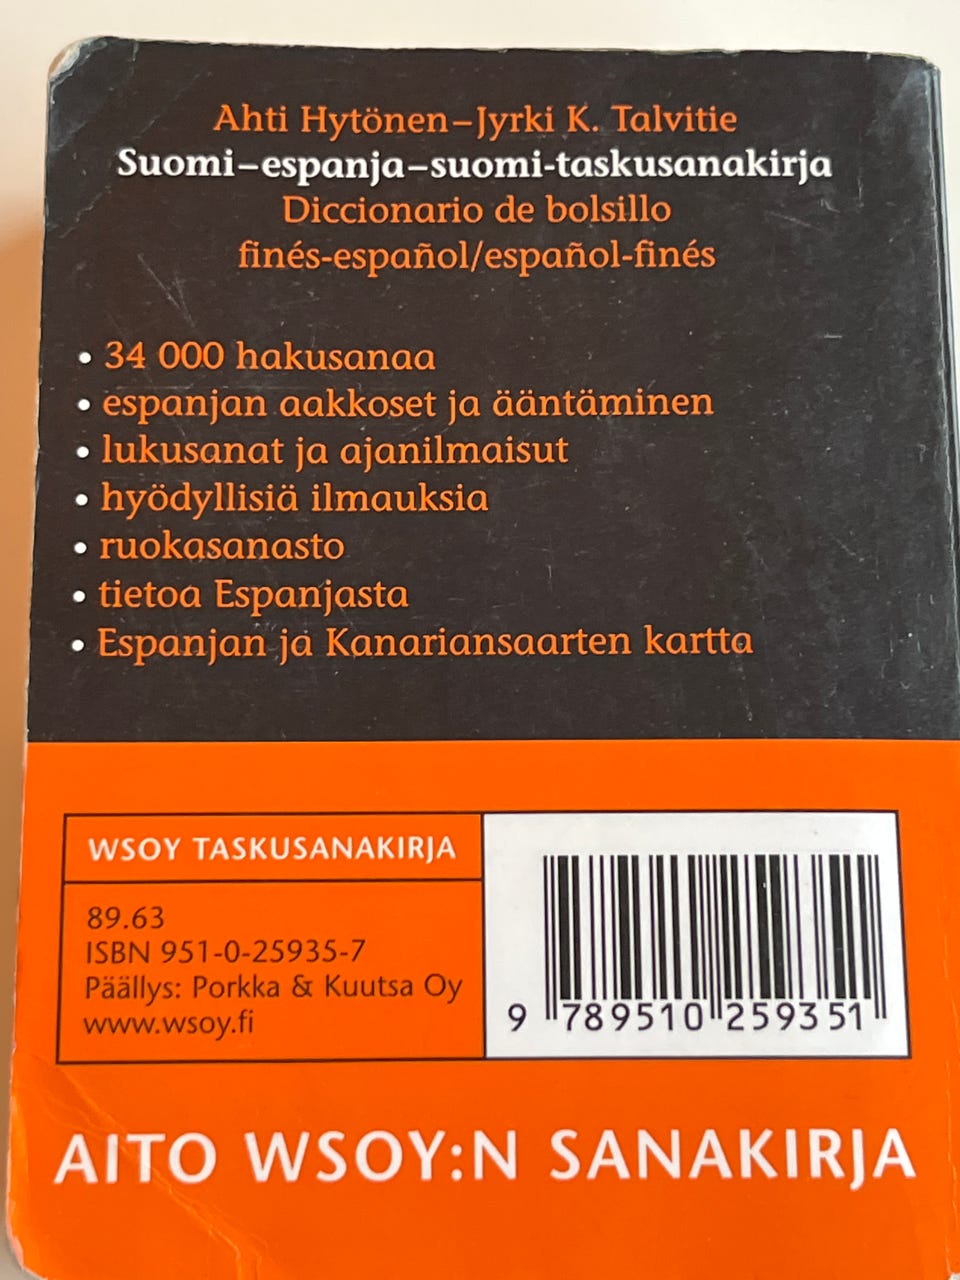 Ahti Hytönen–Jyrki K. Talvitie
Suomi–espanja–suomi-taskusanakirja
Diccionario de bolsillo
finés-español/español-finés
• 34 000 hakusanaa
• espanjan aakkoset ja ääntäminen
• lukusanat ja ajanilmaisut
• hyödyllisiä ilmauksia
• ruokasanasto
• tietoa Espanjasta
• Espanjan ja Kanariansaarten kartta
WSOY TASKUSANAKIRJA
89.63
ISBN 951-0-25935-7
Päällys: Porkka & Kuutsa Oy
www.wsoy.fi
9 789510 259351
AITO WSOY:N SANAKIRJA